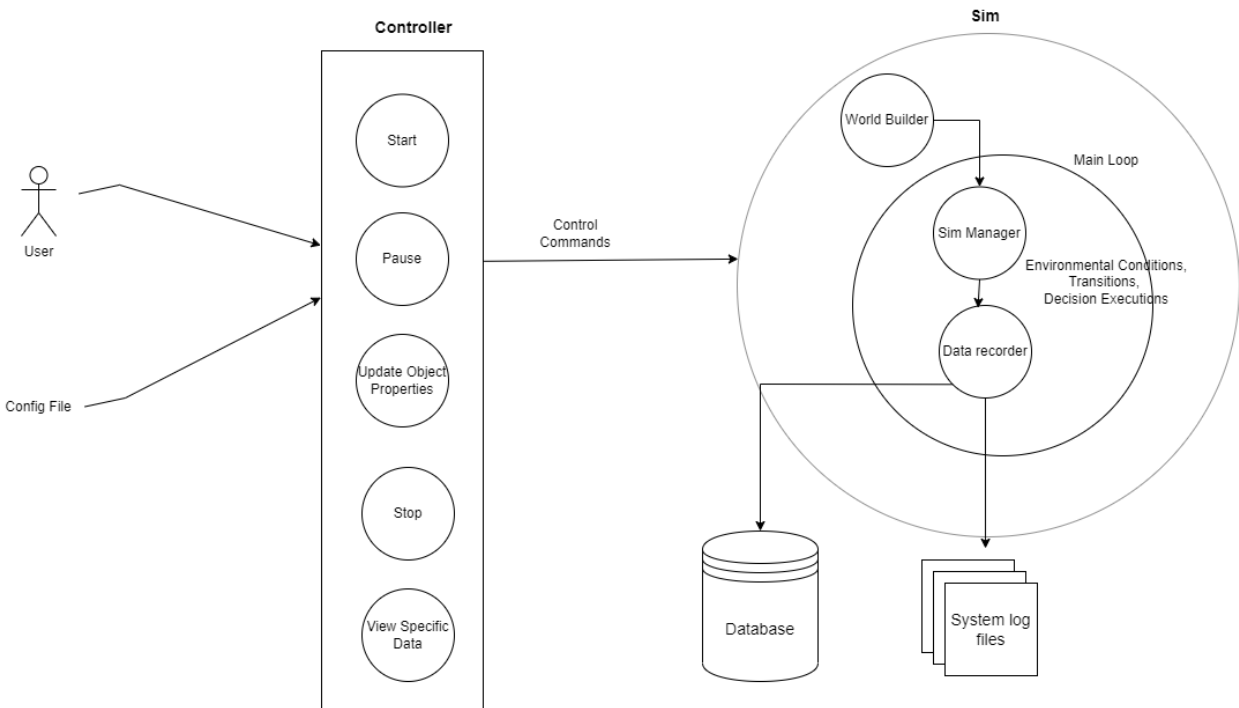 Controller
Sim
Start
World Builder
Main Loop
User
Pause
Control
Commands
Sim Manager
Environmental Conditions,
Transitions,
Decision Executions
Data recorder
Update Object
Properties
Config File
Stop
View Specific
Data
Database
System log
files